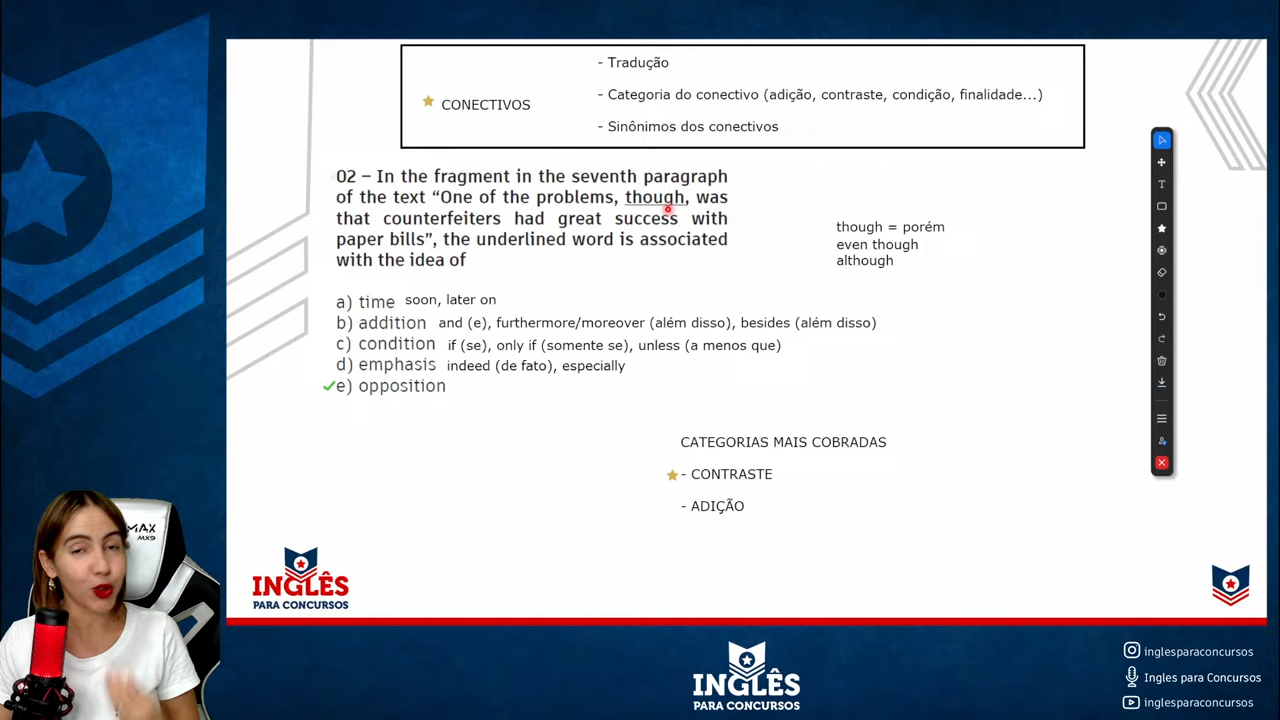 - Tradução
★ CONECTIVOS
- Categoria do conectivo (adição, contraste, condição, finalidade...)
- Sinônimos dos conectivos
02 – In the fragment in the seventh paragraph
of the text “One of the problems, though, was
that counterfeiters had great success with
paper bills”, the underlined word is associated
with the idea of
though = porém
even though
although
a) time soon, later on
b) addition and (e), furthermore/moreover (além disso), besides (além disso)
c) condition if (se), only if (somente se), unless (a menos que)
d) emphasis indeed (de fato), especially
e) opposition
CATEGORIAS MAIS COBRADAS
- CONTRASTE
- ADIÇÃO
MAX
MX9
INGLÊS
PARA CONCURSOS
INGLÊS
PARA CONCURSOS
inglesparaconcursos
Ingles para Concursos
inglesparaconcursos